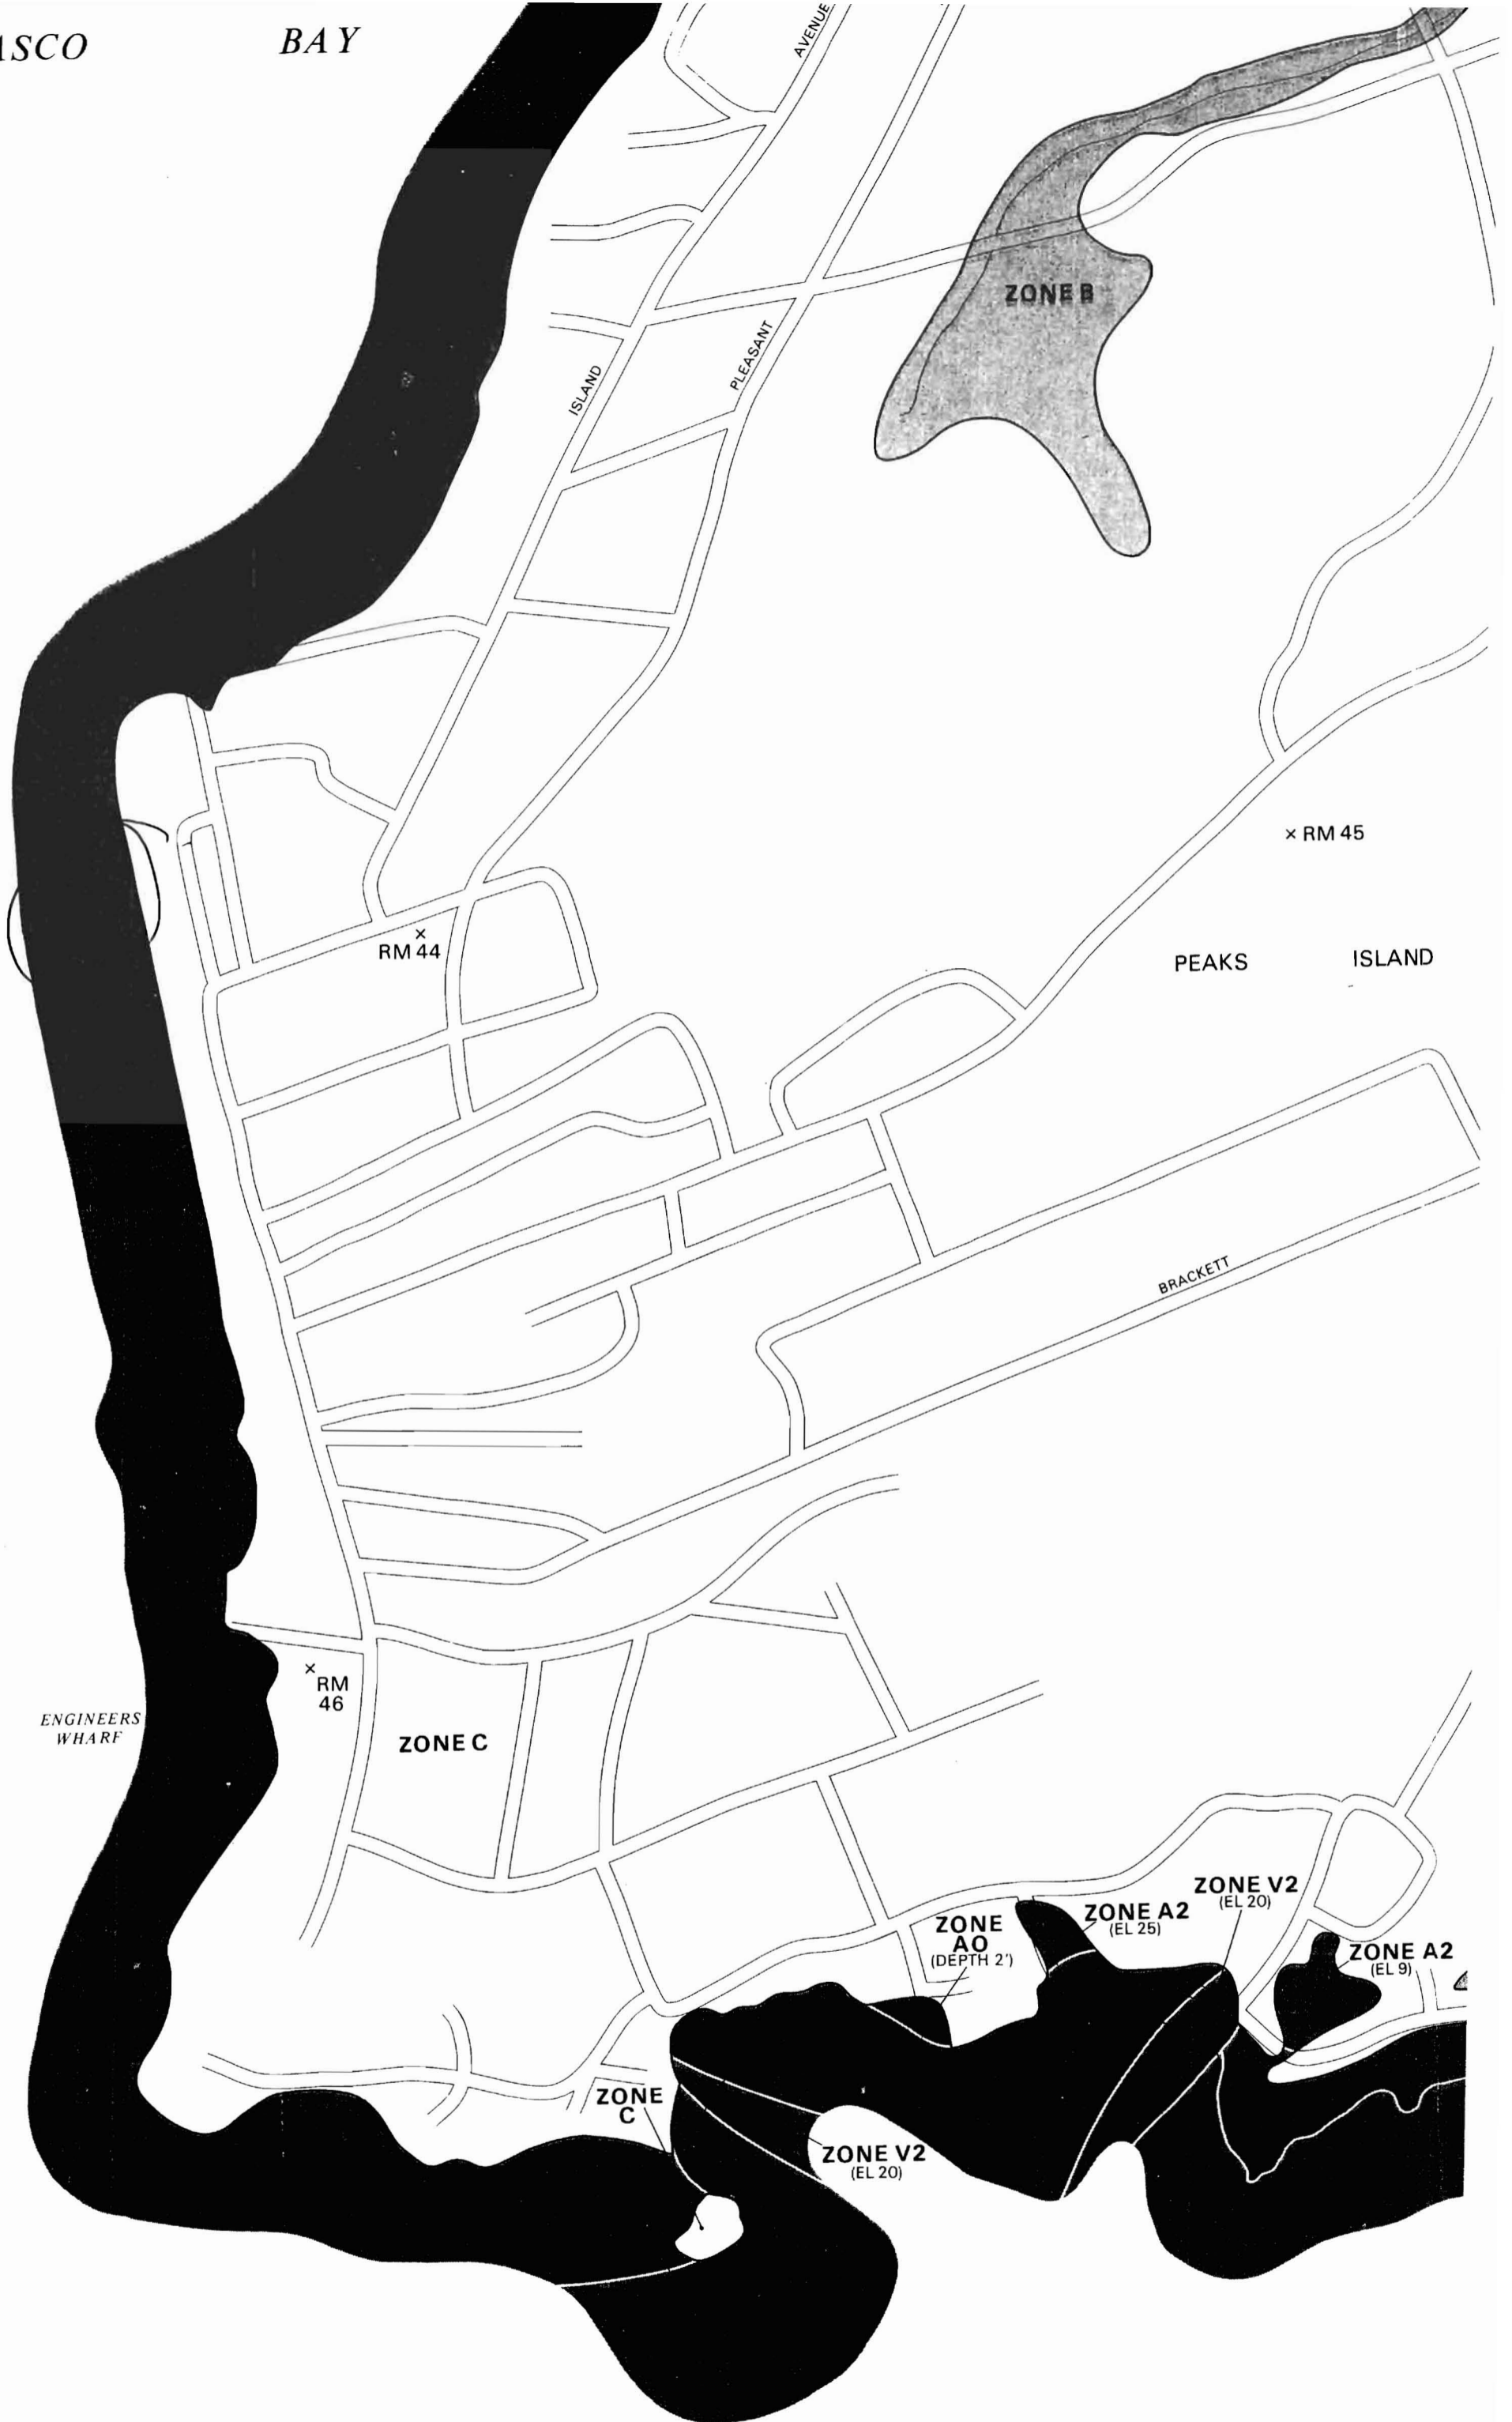 ASCO BAY
AVENUE
ZONE B
PLEASANT
ISLAND
× RM 45
×
RM 44
PEAKS ISLAND
BRACKETT
×
RM
46
ENGINEERS
WHARF
ZONE C
ZONE V2
(EL 20)
ZONE A2
(EL 25)
ZONE
AO
(DEPTH 2')
ZONE A2
(EL 9)
ZONE
C
ZONE V2
(EL 20)